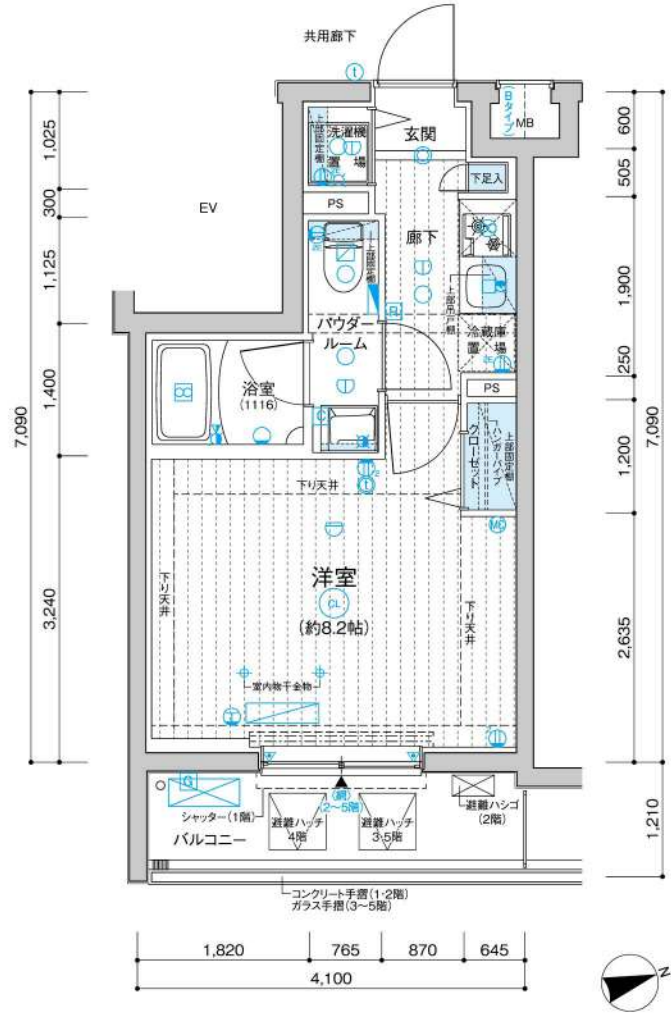 共用廊下
t
(Bタイプ)
MB
玄関
上部固定棚
洗濯機
置場
下足入
PS
EV
廊下
上部固定棚
上部吊戸棚
パウダー
ルーム
冷蔵庫
置場
2E
PS
浴室
(1116)
C
クローゼット
ハンガーパイプ
上部固定棚
下り天井
2
t
MD
洋室
CL
(約8.2帖)
下り天井
下り天井
室内物干金物
G
シャッター(1階)
(網)
(2～5階)
避難ハッチ
4階
避難ハッチ
3・5階
避難ハシゴ
(2階)
バルコニー
コンクリート手摺(1・2階)
ガラス手摺(3～5階)
7,090
1,025
300
1,125
1,400
3,240
600
505
1,900
250
1,200
2,635
7,090
1,210
1,820
765
870
645
4,100
N